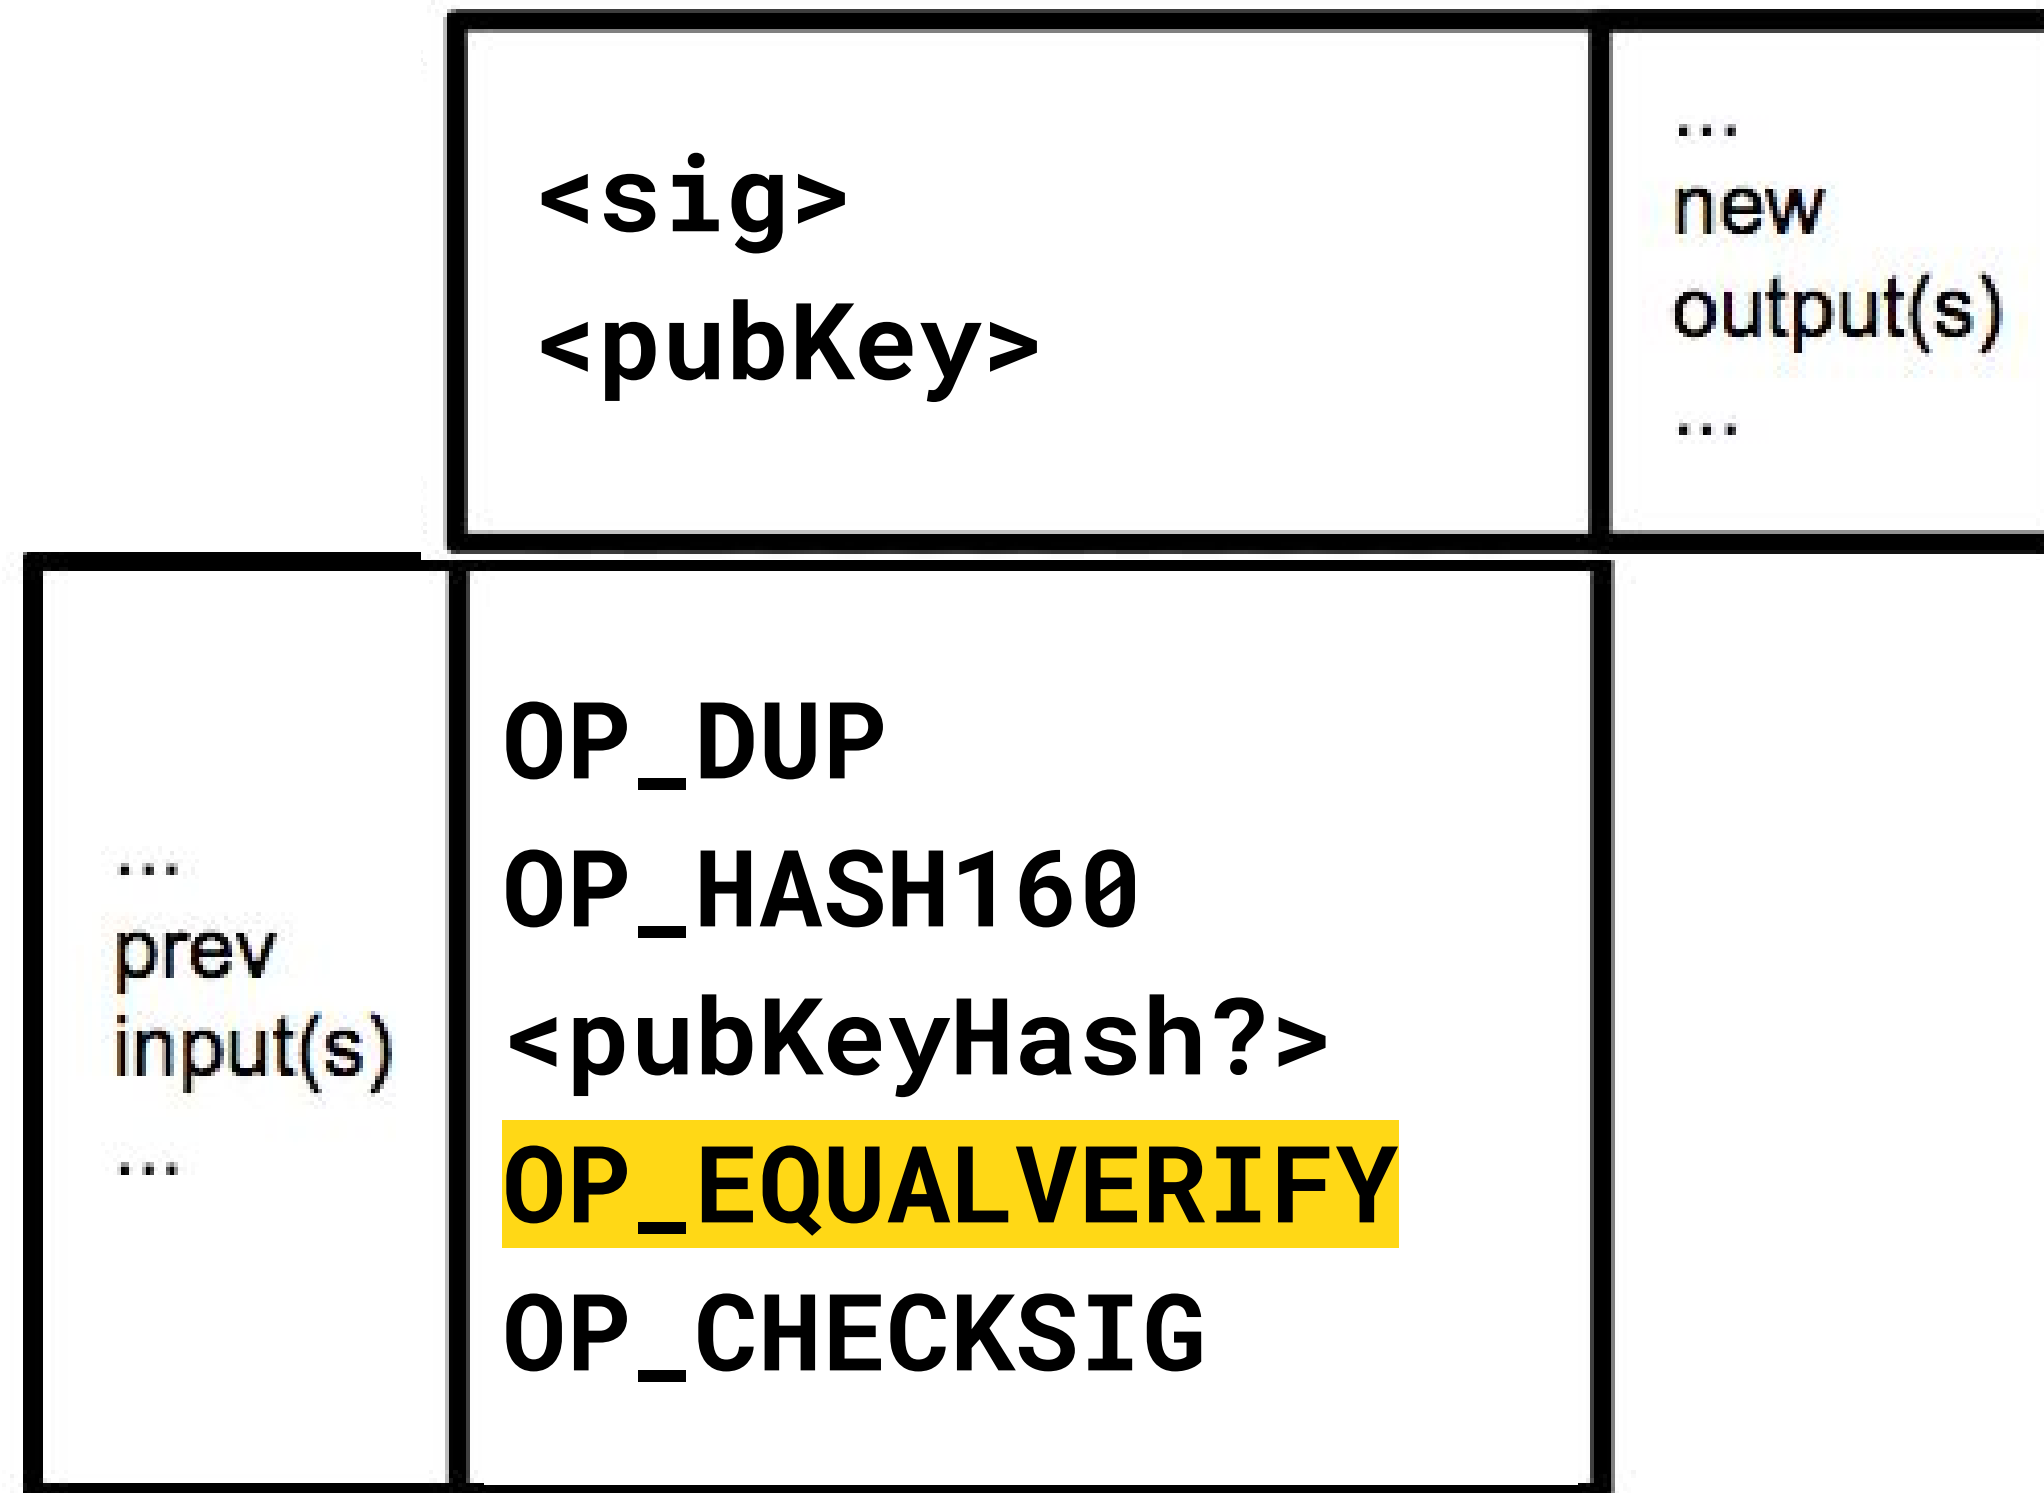 <sig>
<pubKey>
...
new
output(s)
...
...
prev
input(s)
...
OP_DUP
OP_HASH160
<pubKeyHash?>
OP_EQUALVERIFY
OP_CHECKSIG